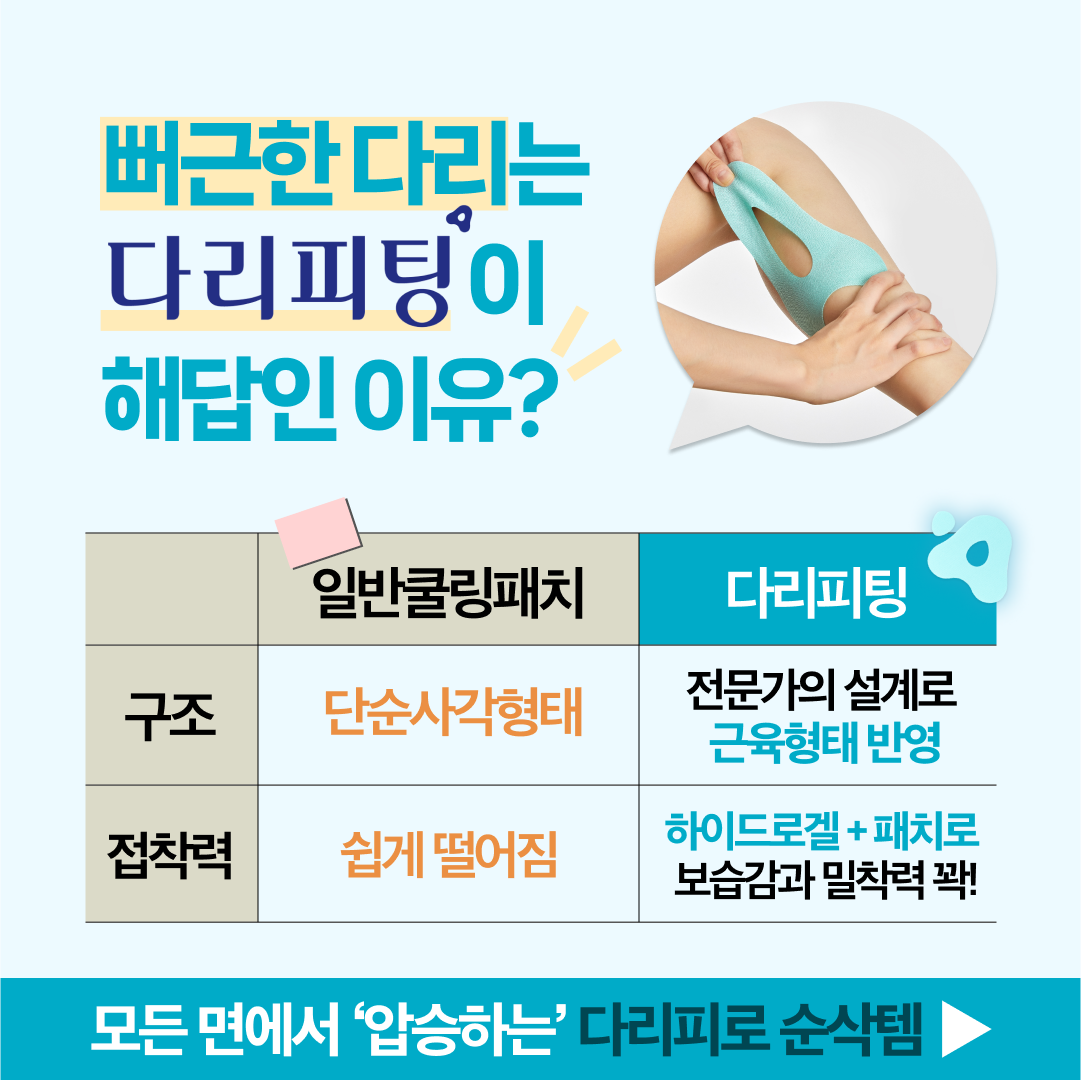 뻐근한 다리는
다리피팅이
해답인 이유?
일반쿨링패치
다리피팅
구조
단순사각형태
전문가의 설계로
근육형태 반영
접착력
쉽게 떨어짐
하이드로겔 + 패치로
보습감과 밀착력 꽉!
모든 면에서 ‘압승하는’ 다리피로 순삭템